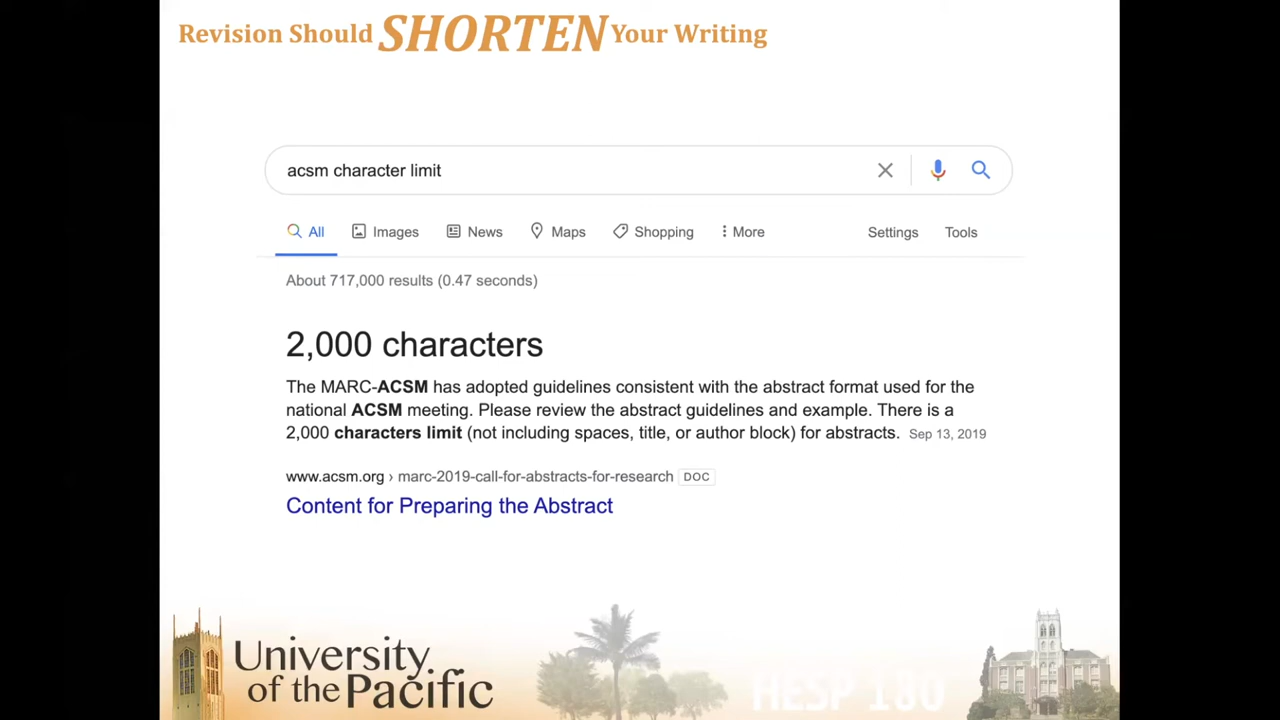 Revision Should SHORTEN Your Writing
acsm character limit
All Images News Maps Shopping More Settings Tools
About 717,000 results (0.47 seconds)
2,000 characters
The MARC-ACSM has adopted guidelines consistent with the abstract format used for the
national ACSM meeting. Please review the abstract guidelines and example. There is a
2,000 characters limit (not including spaces, title, or author block) for abstracts. Sep 13, 2019
www.acsm.org › marc-2019-call-for-abstracts-for-research DOC
Content for Preparing the Abstract
University
of the Pacific
HESP 180